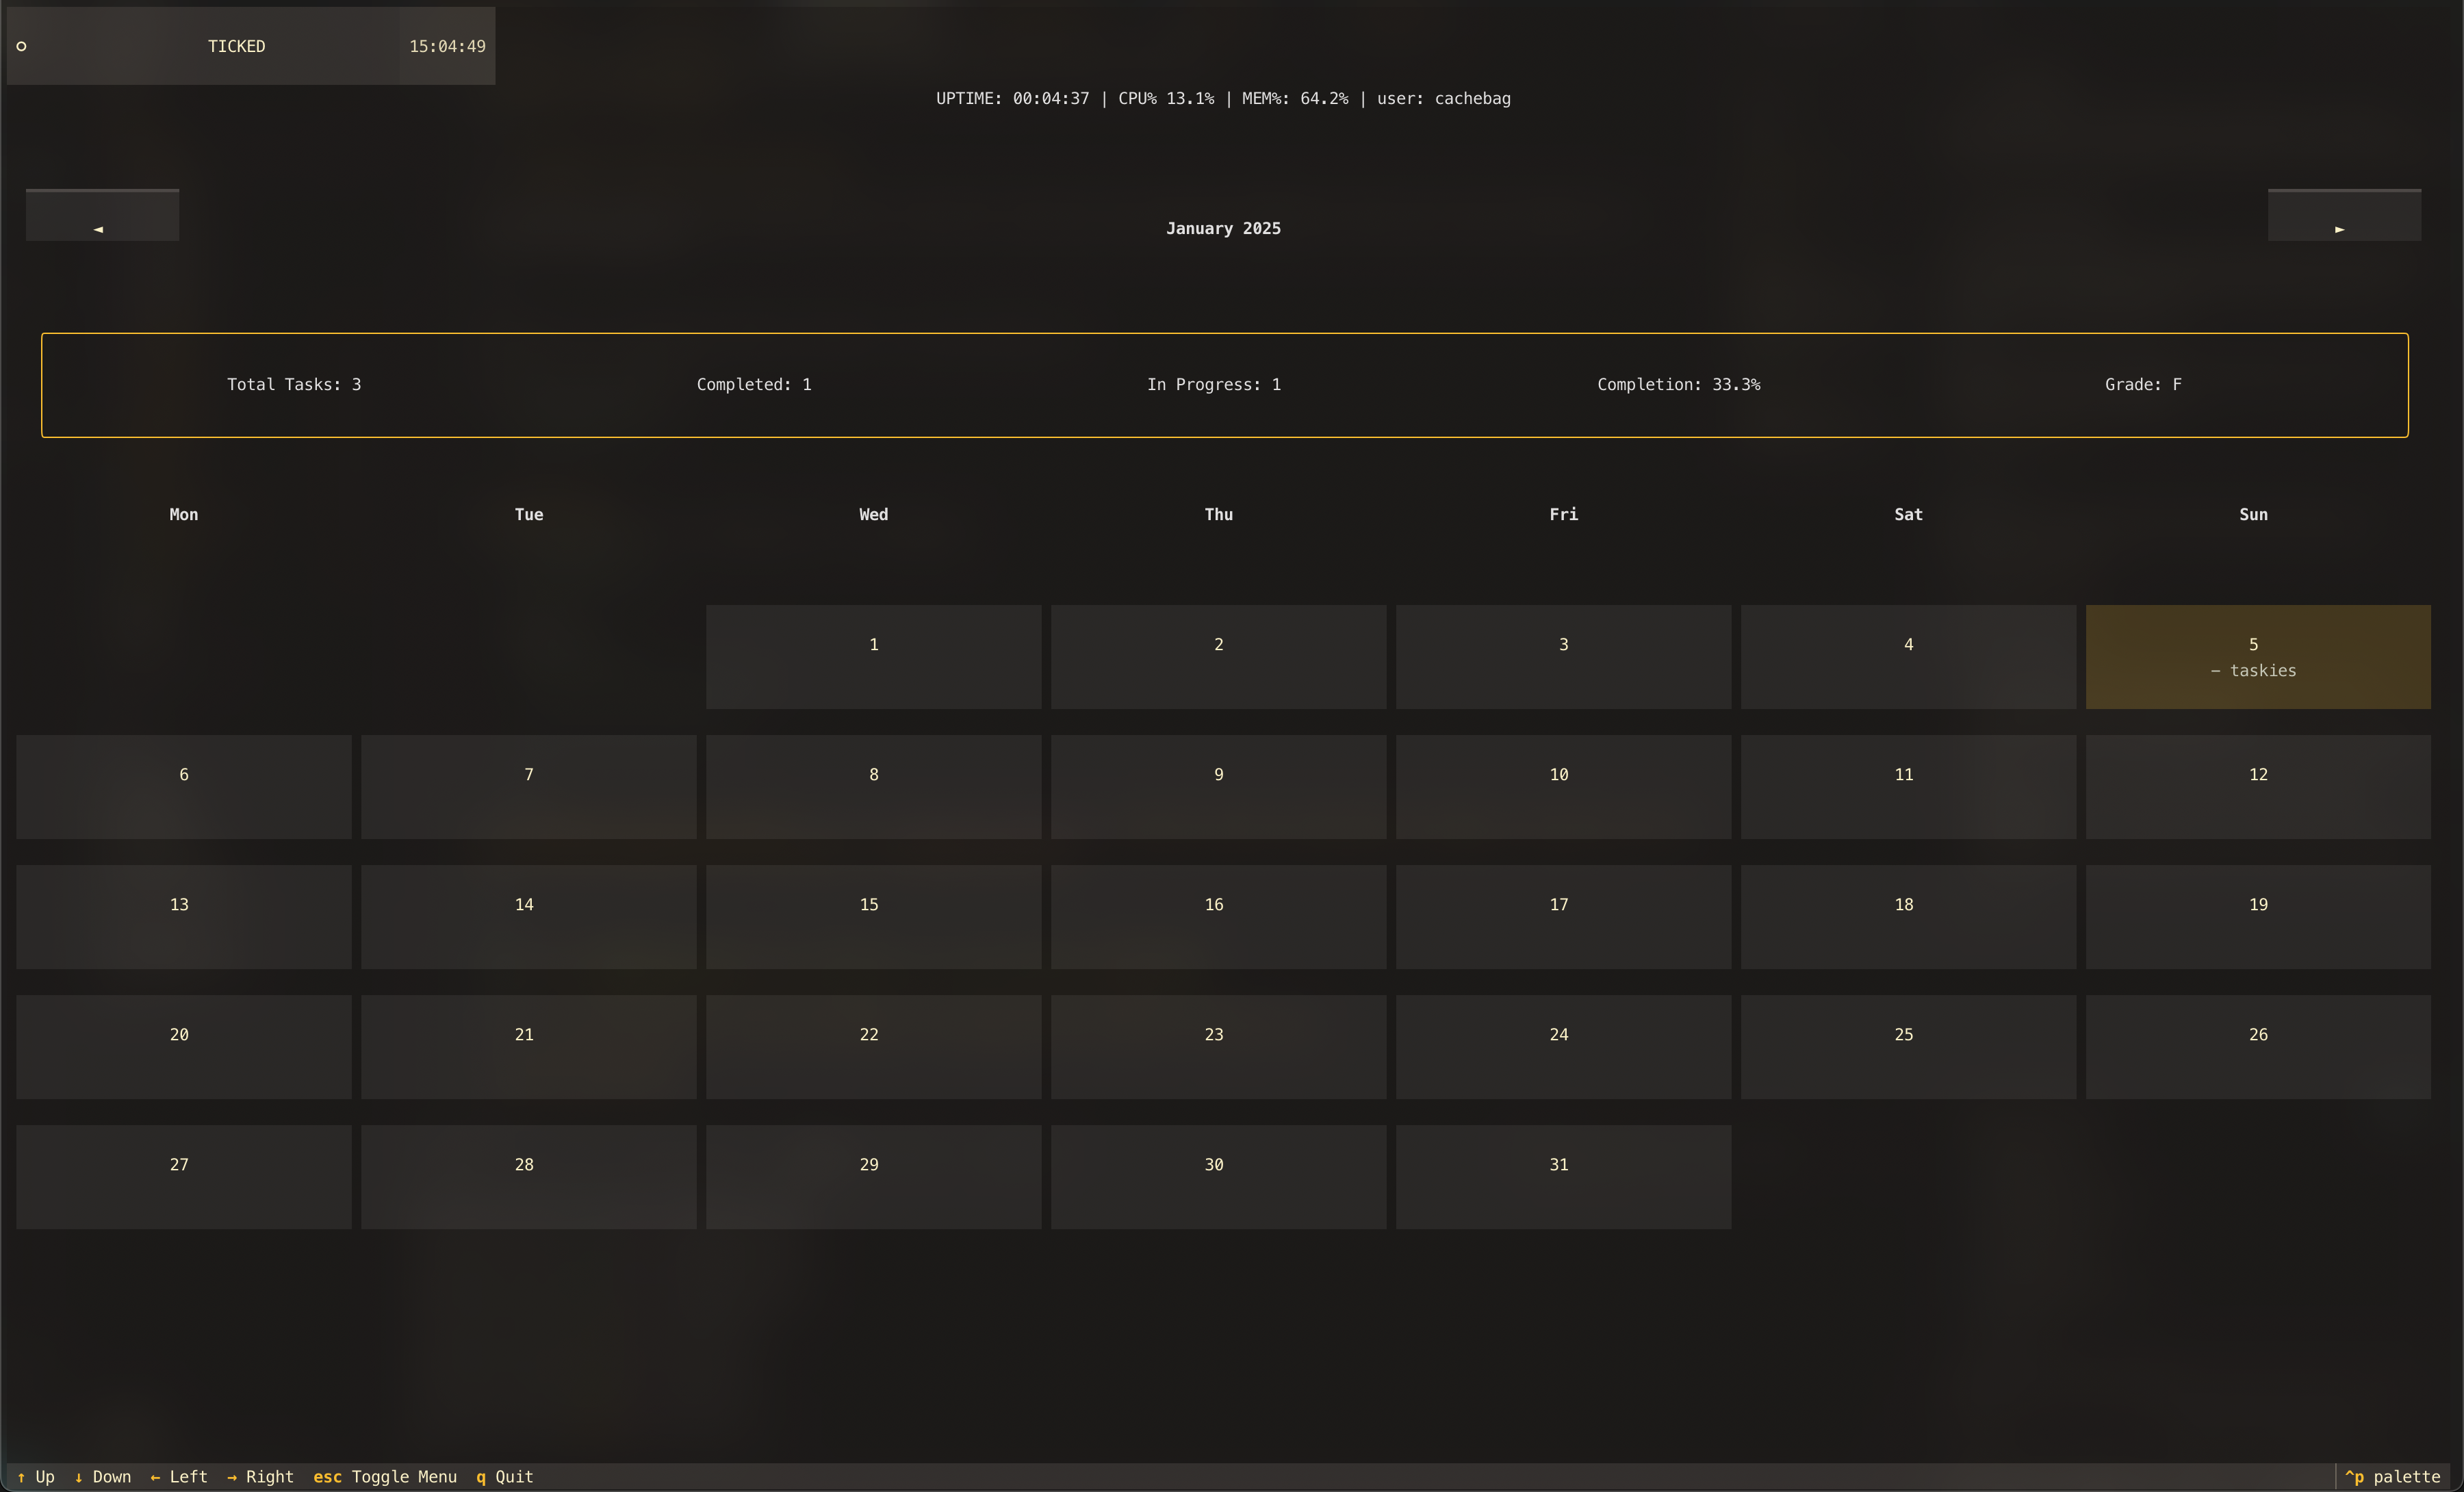 TICKED 15:04:49
UPTIME: 00:04:37 | CPU% 13.1% | MEM%: 64.2% | user: cachebag
◄ January 2025 ►
Total Tasks: 3 Completed: 1 In Progress: 1 Completion: 33.3% Grade: F
Mon Tue Wed Thu Fri Sat Sun
1 2 3 4 5
— taskies
6 7 8 9 10 11 12
13 14 15 16 17 18 19
20 21 22 23 24 25 26
27 28 29 30 31
↑ Up ↓ Down ← Left → Right esc Toggle Menu q Quit ^p palette